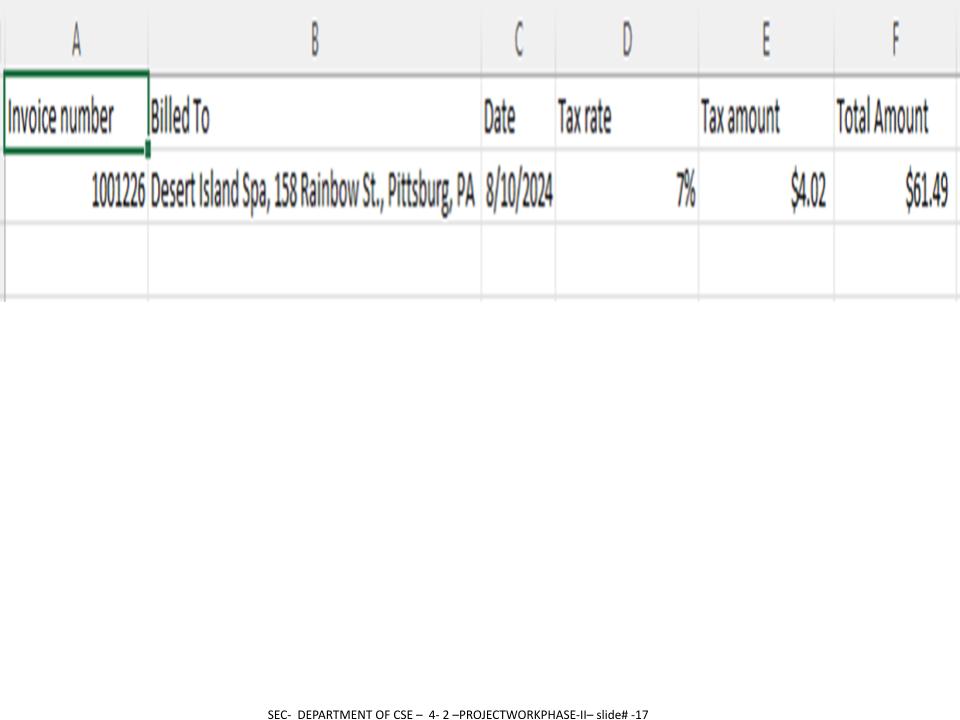 A B C D E F
Invoice number Billed To Date Tax rate Tax amount Total Amount
1001226 Desert Island Spa, 158 Rainbow St., Pittsburg, PA 8/10/2024 7% $4.02 $61.49
SEC- DEPARTMENT OF CSE – 4- 2 –PROJECTWORKPHASE-II– slide# -17